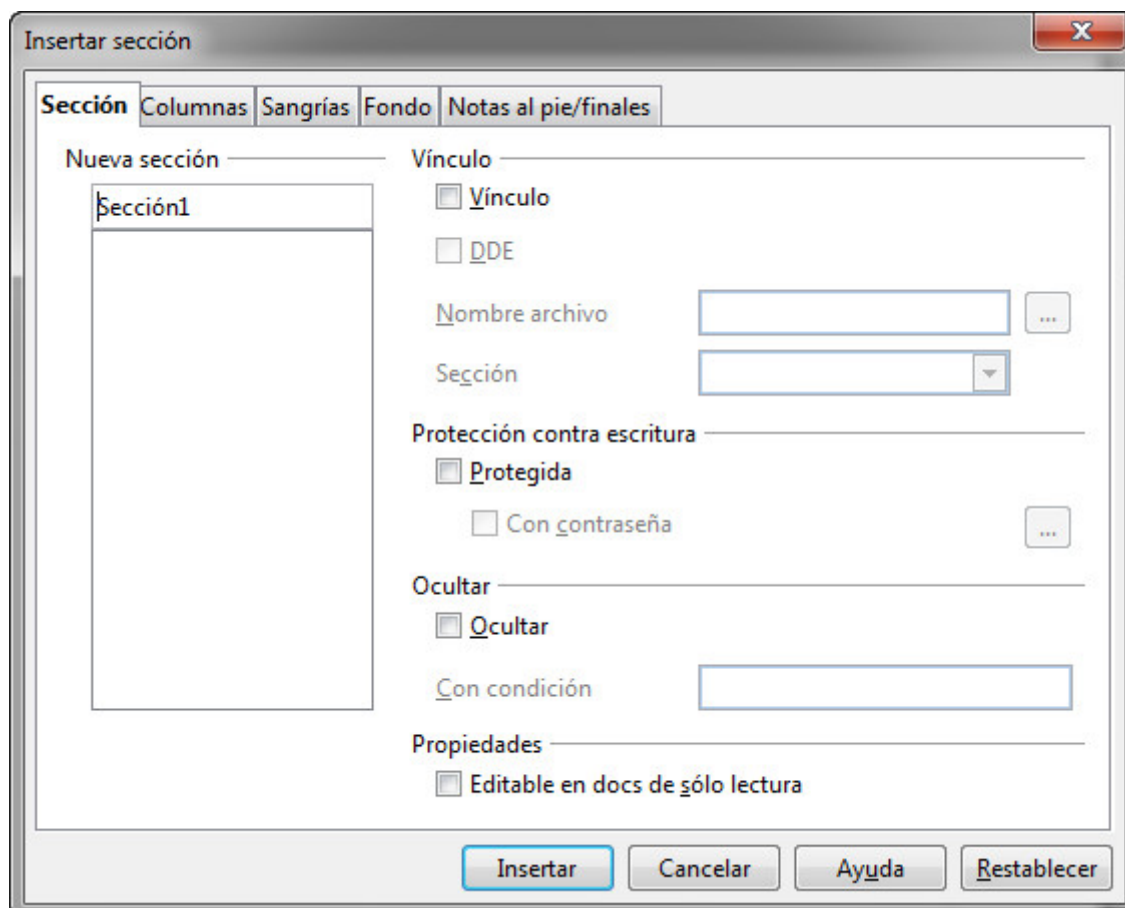 Insertar sección
Sección Columnas Sangrías Fondo Notas al pie/finales
Nueva sección
Sección1
Vínculo
Vínculo
DDE
Nombre archivo
...
Sección
Protección contra escritura
Protegida
Con contraseña
...
Ocultar
Ocultar
Con condición
Propiedades
Editable en docs de sólo lectura
Insertar Cancelar Ayuda Restablecer